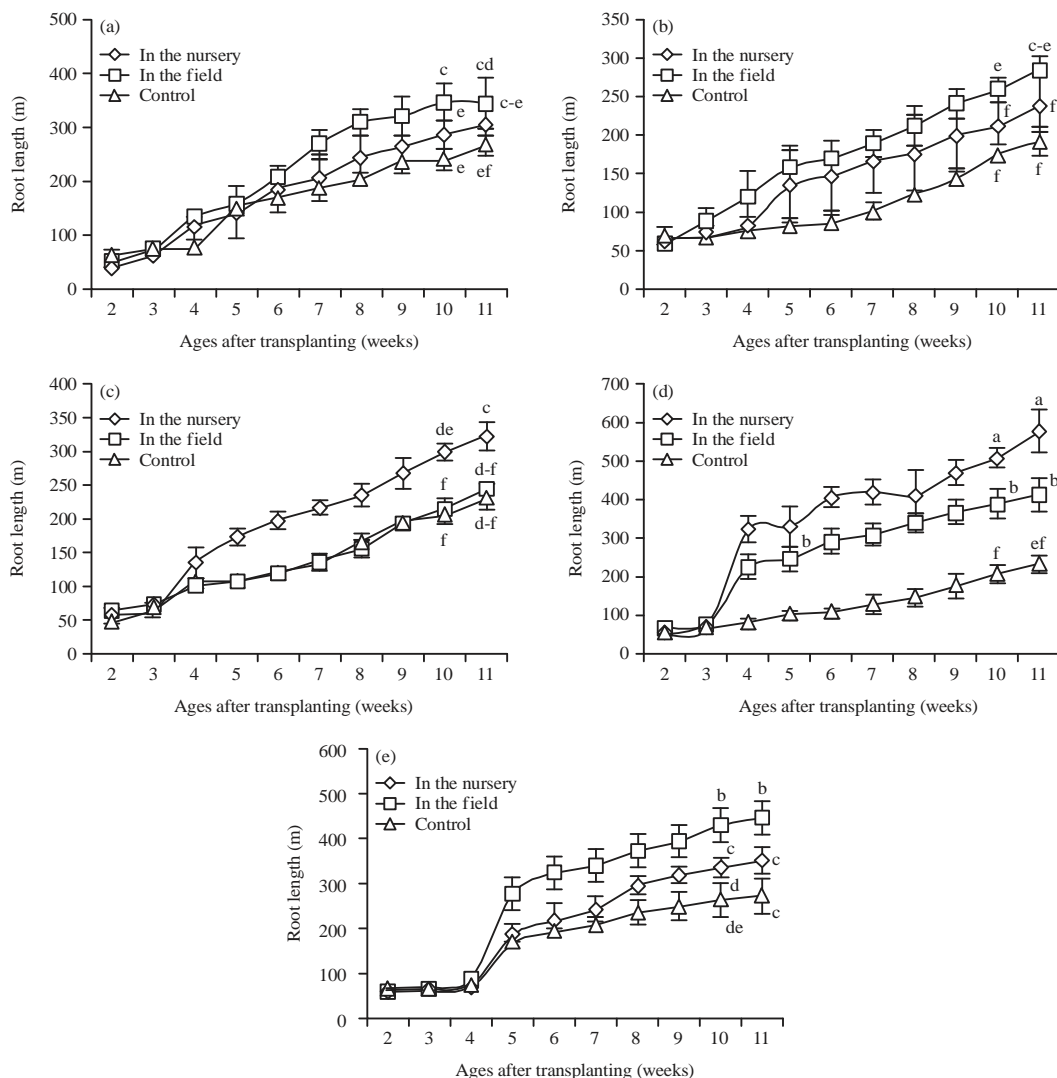 (a)
In the nursery
In the field
Control
Root length (m)
500
400
300
200
100
0
c
cd
c-e
e
e
ef
2 3 4 5 6 7 8 9 10 11
Ages after transplanting (weeks)
(b)
In the nursery
In the field
Control
Root length (m)
350
300
250
200
150
100
50
0
c-e
e
f
f
f
f
2 3 4 5 6 7 8 9 10 11
Ages after transplanting (weeks)
(c)
In the nursery
In the field
Control
Root length (m)
400
350
300
250
200
150
100
50
0
c
de
d-f
f
d-f
f
2 3 4 5 6 7 8 9 10 11
Ages after transplanting (weeks)
(d)
In the nursery
In the field
Control
Root length (m)
700
600
500
400
300
200
100
0
a
a
b
b
b
ef
f
2 3 4 5 6 7 8 9 10 11
Ages after transplanting (weeks)
(e)
In the nursery
In the field
Control
Root length (m)
600
500
400
300
200
100
0
b
b
c
c
d
c
de
2 3 4 5 6 7 8 9 10 11
Ages after transplanting (weeks)